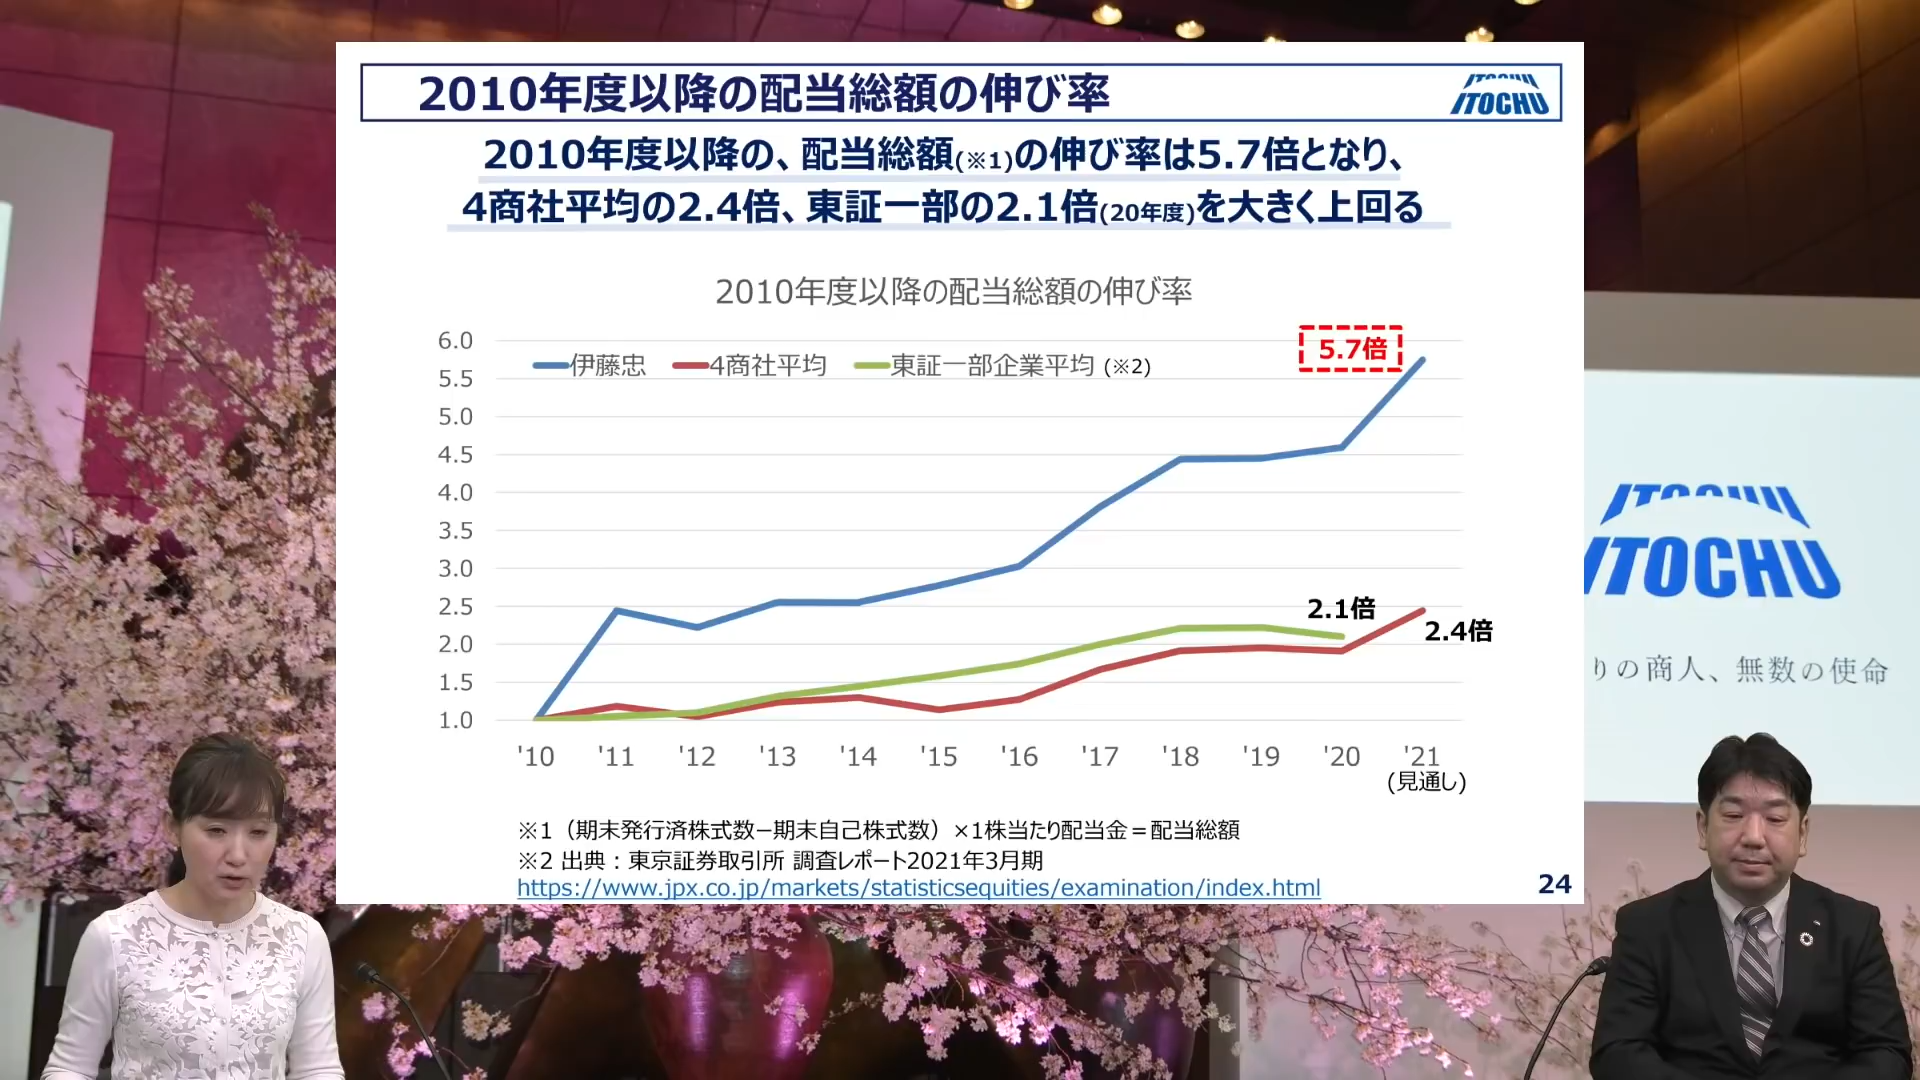 2010年度以降の配当総額の伸び率
ITOCHU
ITOCHU
2010年度以降の、配当総額(※1)の伸び率は5.7倍となり、
4商社平均の2.4倍、東証一部の2.1倍(20年度)を大きく上回る
2010年度以降の配当総額の伸び率
伊藤忠 4商社平均 東証一部企業平均 (※2)
5.7倍
6.0
5.5
5.0
4.5
4.0
3.5
3.0
2.5
2.0
1.5
1.0
2.1倍
2.4倍
'10 '11 '12 '13 '14 '15 '16 '17 '18 '19 '20 '21
(見通し)
※1（期末発行済株式数−期末自己株式数）×1株当たり配当金＝配当総額
※2 出典：東京証券取引所 調査レポート2021年3月期
https://www.jpx.co.jp/markets/statisticsequities/examination/index.html
24
ITOCHU
ITOCHU
りの商人、無数の使命